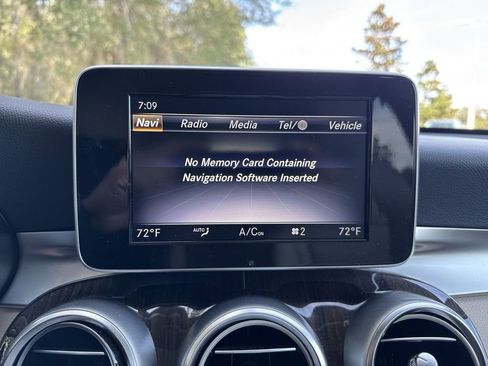 7:09
Navi Radio Media Tel/ Vehicle
No Memory Card Containing
Navigation Software Inserted
72°F AUTO A/C ON 2 72°F